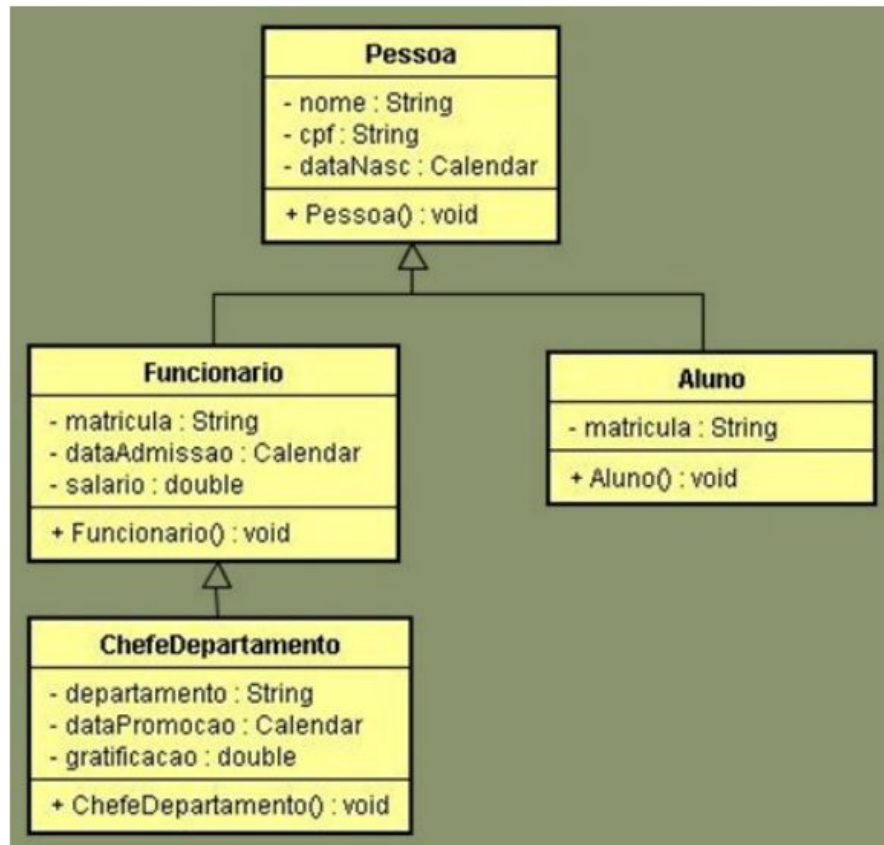 Pessoa
- nome : String
- cpf : String
- dataNasc : Calendar
+ Pessoa() : void
Funcionario
- matricula : String
- dataAdmissao : Calendar
- salario : double
+ Funcionario() : void
Aluno
- matricula : String
+ Aluno() : void
ChefeDepartamento
- departamento : String
- dataPromocao : Calendar
- gratificacao : double
+ ChefeDepartamento() : void